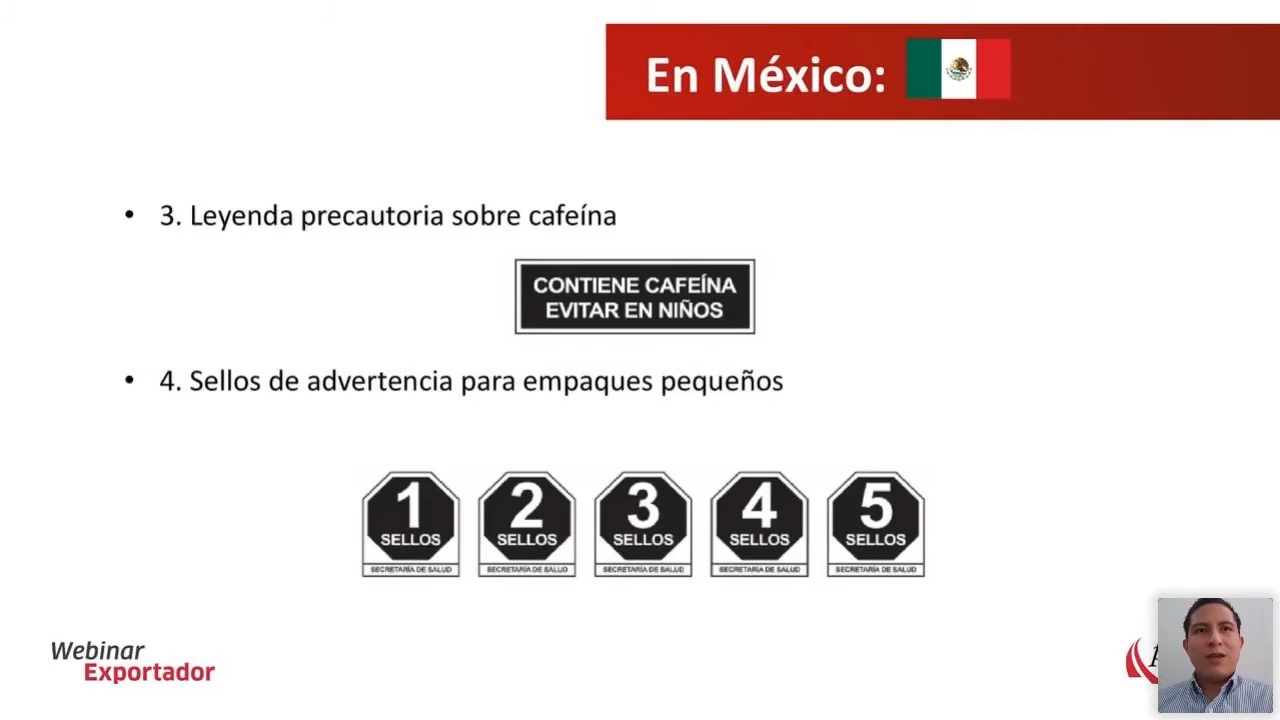 En México:
• 3. Leyenda precautoria sobre cafeína
CONTIENE CAFEÍNA
EVITAR EN NIÑOS
• 4. Sellos de advertencia para empaques pequeños
1 2 3 4 5
SELLOS SELLOS SELLOS SELLOS SELLOS
SECRETARÍA DE SALUD SECRETARÍA DE SALUD SECRETARÍA DE SALUD SECRETARÍA DE SALUD SECRETARÍA DE SALUD
Webinar
Exportador